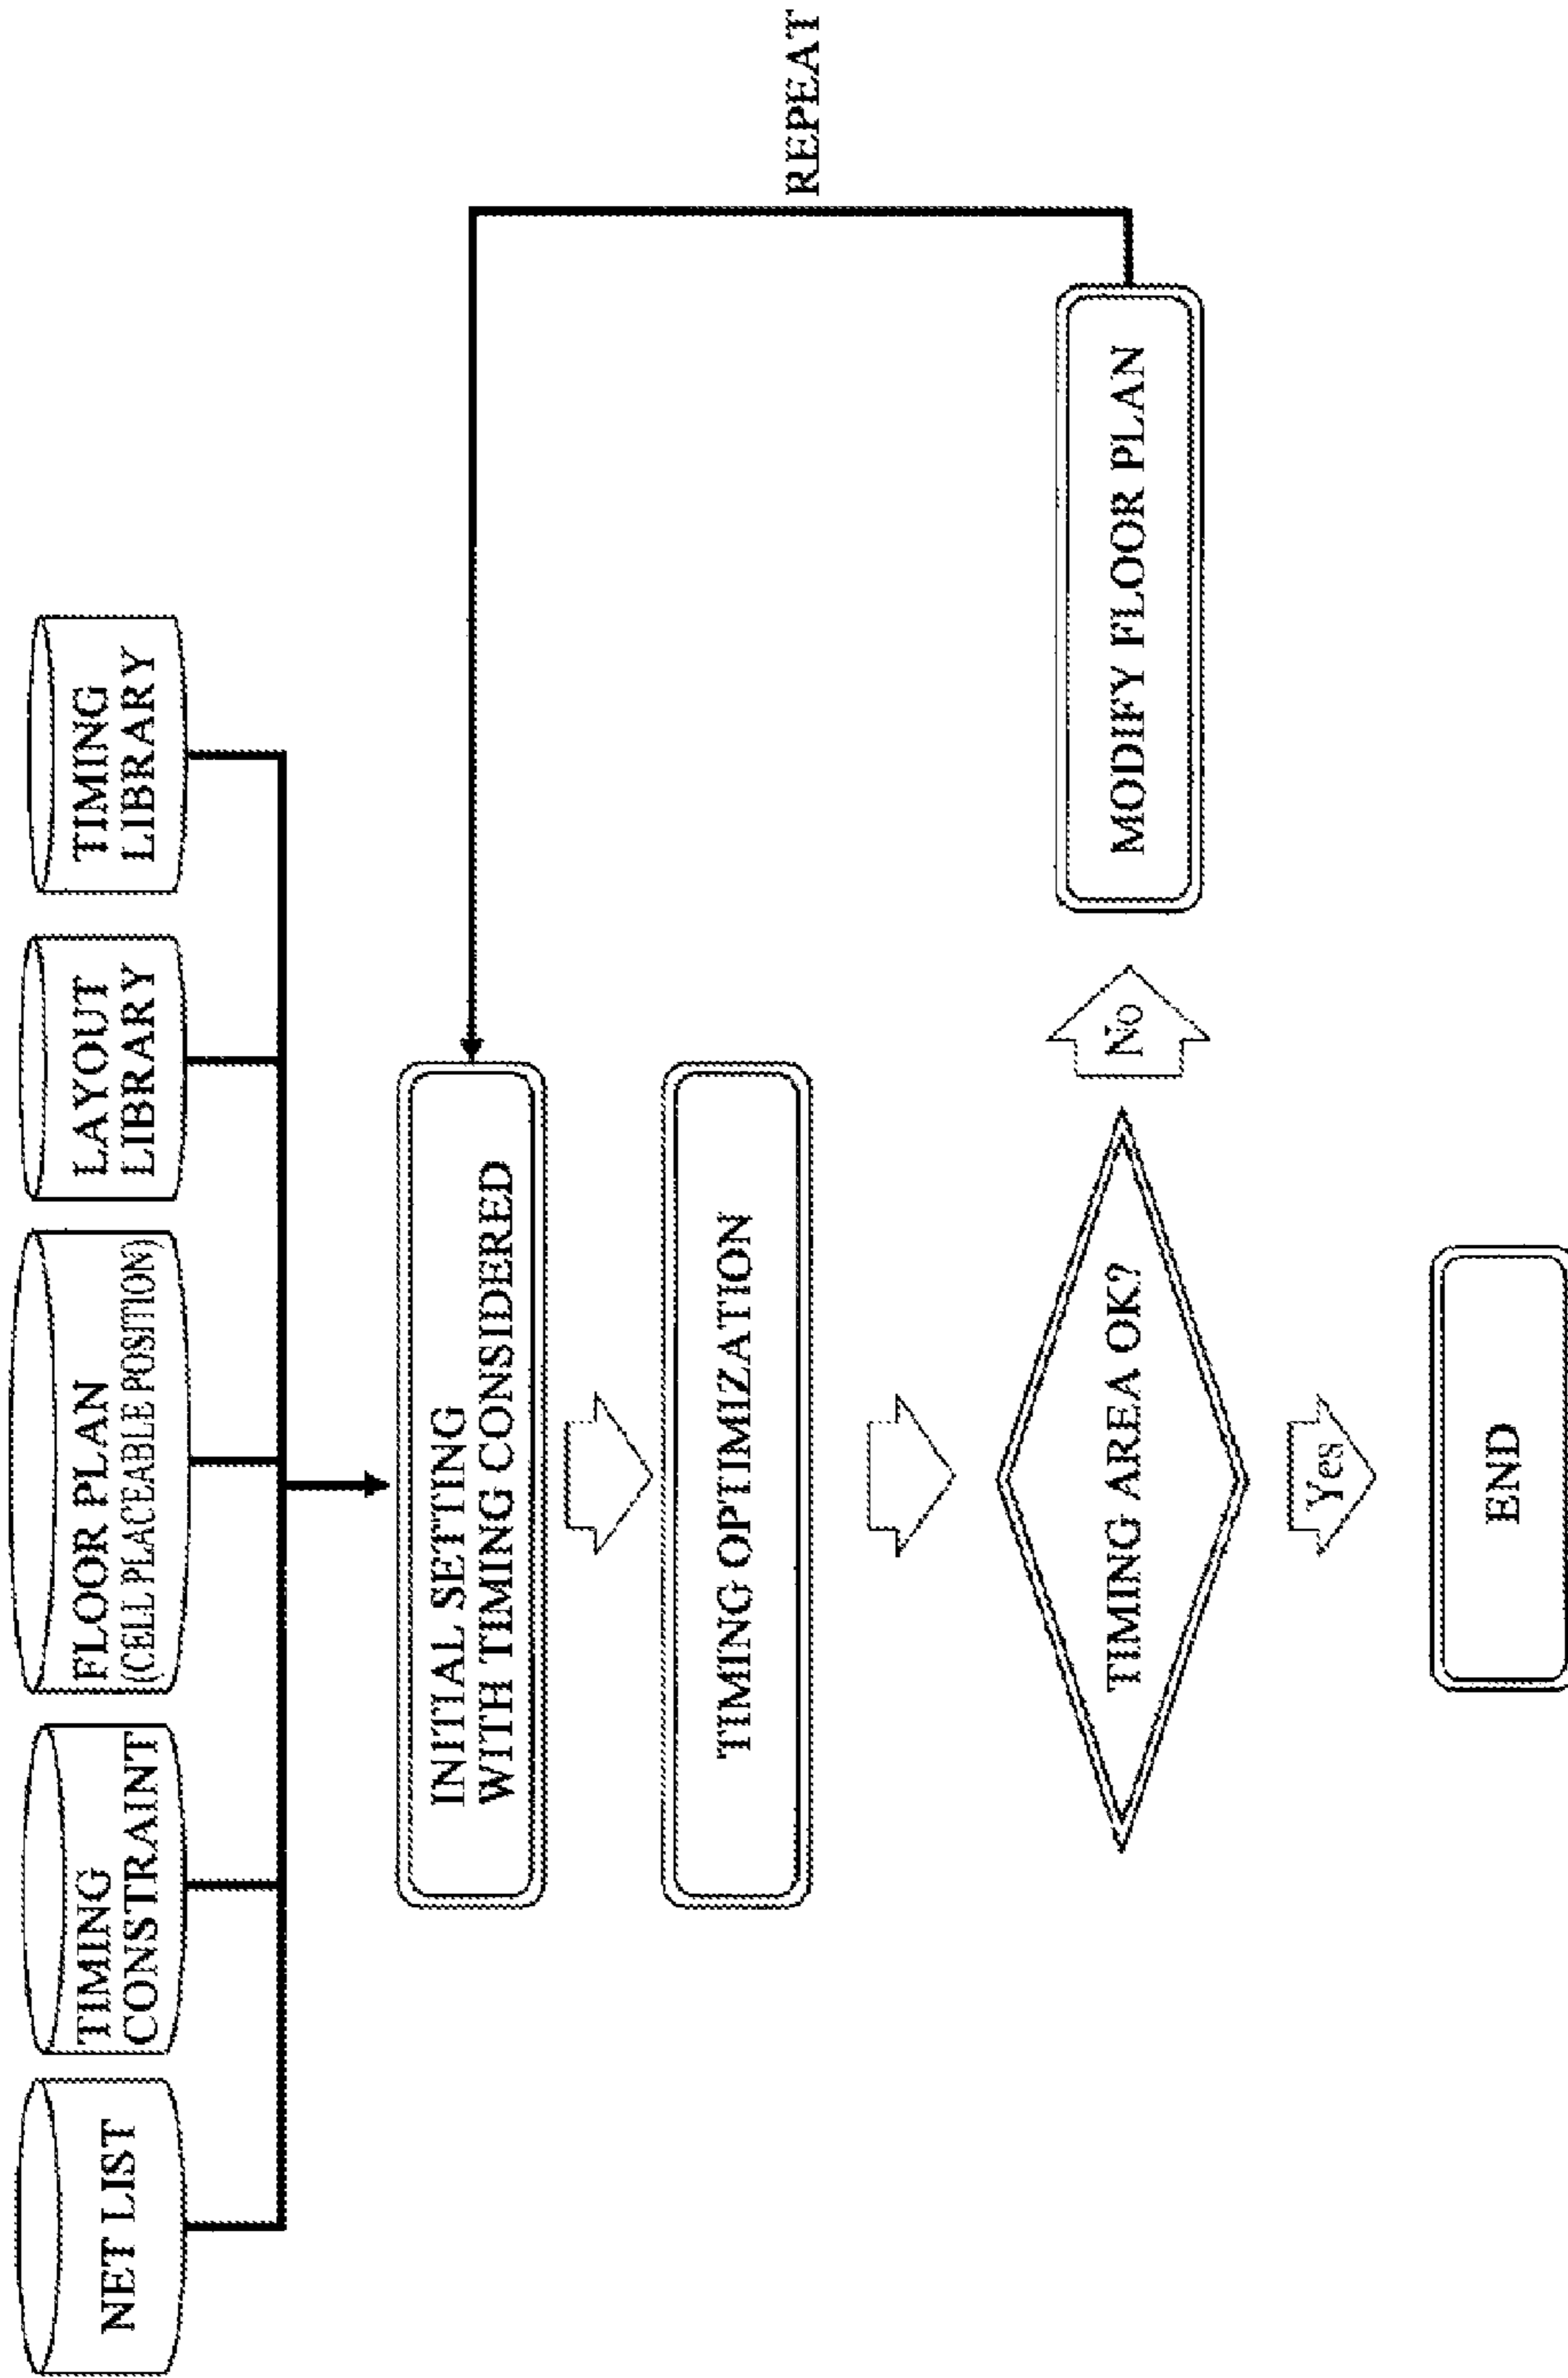 NET LIST
TIMING
CONSTRAINT
FLOOR PLAN
(CELL PLACEABLE POSITION)
LAYOUT
LIBRARY
TIMING
LIBRARY
INITIAL SETTING
WITH TIMING CONSIDERED
TIMING OPTIMIZATION
TIMING AREA OK?
No
MODIFY FLOOR PLAN
REPEAT
Yes
END